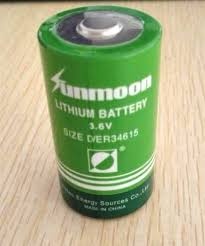 Sunmoon
LITHIUM BATTERY
3.6V
SIZE D/ER34615
Energy Sources Co.,Ltd
MADE IN CHINA